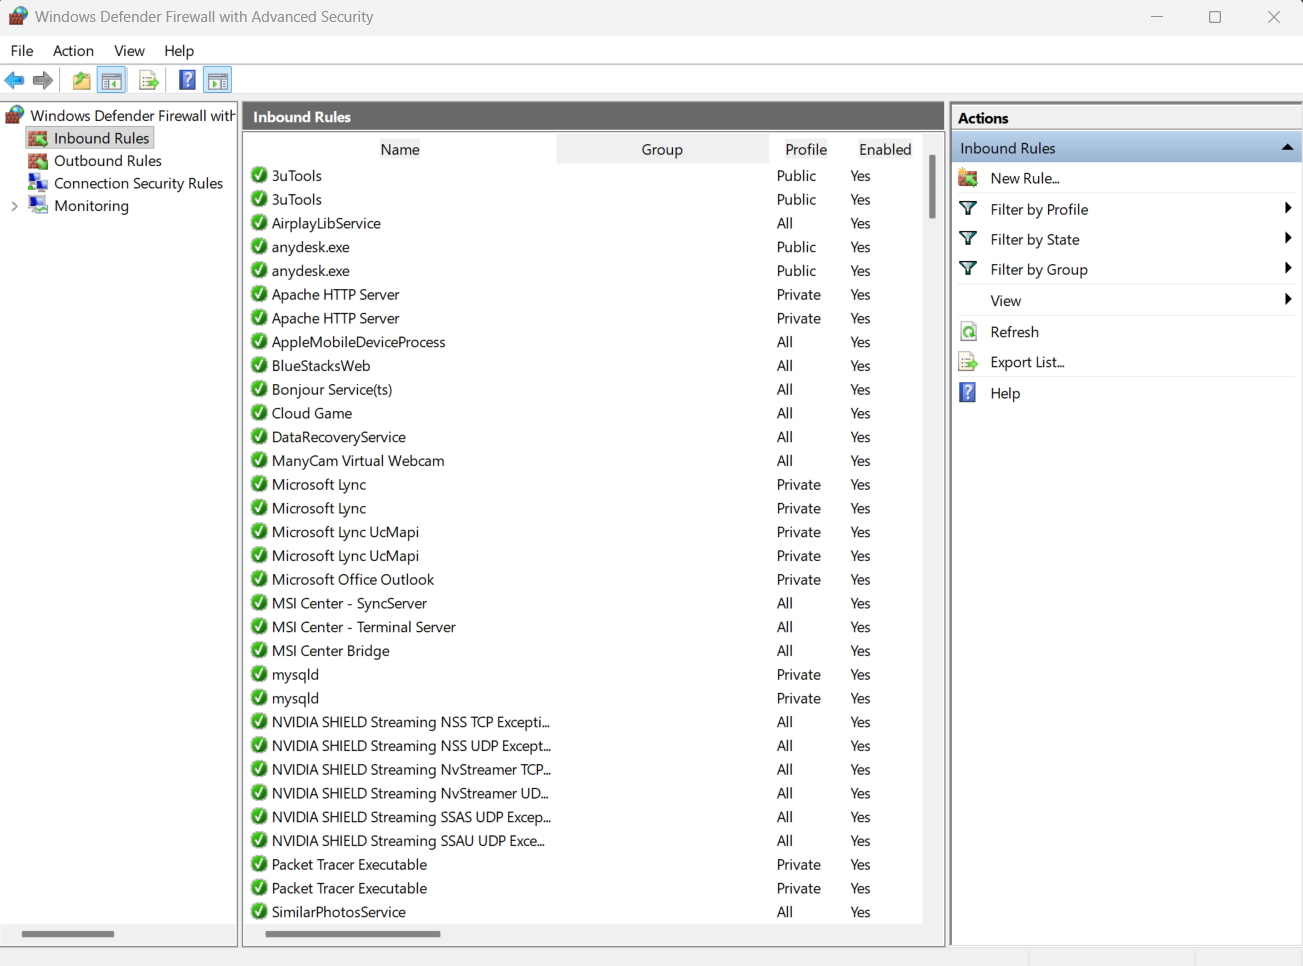 Windows Defender Firewall with Advanced Security
File Action View Help
Windows Defender Firewall with
Inbound Rules
Outbound Rules
Connection Security Rules
Monitoring
Inbound Rules
Name Group Profile Enabled
3uTools Public Yes
3uTools Public Yes
AirplayLibService All Yes
anydesk.exe Public Yes
anydesk.exe Public Yes
Apache HTTP Server Private Yes
Apache HTTP Server Private Yes
AppleMobileDeviceProcess All Yes
BlueStacksWeb All Yes
Bonjour Service(ts) All Yes
Cloud Game All Yes
DataRecoveryService All Yes
ManyCam Virtual Webcam All Yes
Microsoft Lync Private Yes
Microsoft Lync Private Yes
Microsoft Lync UcMapi Private Yes
Microsoft Lync UcMapi Private Yes
Microsoft Office Outlook Private Yes
MSI Center - SyncServer All Yes
MSI Center - Terminal Server All Yes
MSI Center Bridge All Yes
mysqld Private Yes
mysqld Private Yes
NVIDIA SHIELD Streaming NSS TCP Excepti... All Yes
NVIDIA SHIELD Streaming NSS UDP Except... All Yes
NVIDIA SHIELD Streaming NvStreamer TCP... All Yes
NVIDIA SHIELD Streaming NvStreamer UD... All Yes
NVIDIA SHIELD Streaming SSAS UDP Excep... All Yes
NVIDIA SHIELD Streaming SSAU UDP Exce... All Yes
Packet Tracer Executable Private Yes
Packet Tracer Executable Private Yes
SimilarPhotosService All Yes
Actions
Inbound Rules
New Rule...
Filter by Profile
Filter by State
Filter by Group
View
Refresh
Export List...
Help